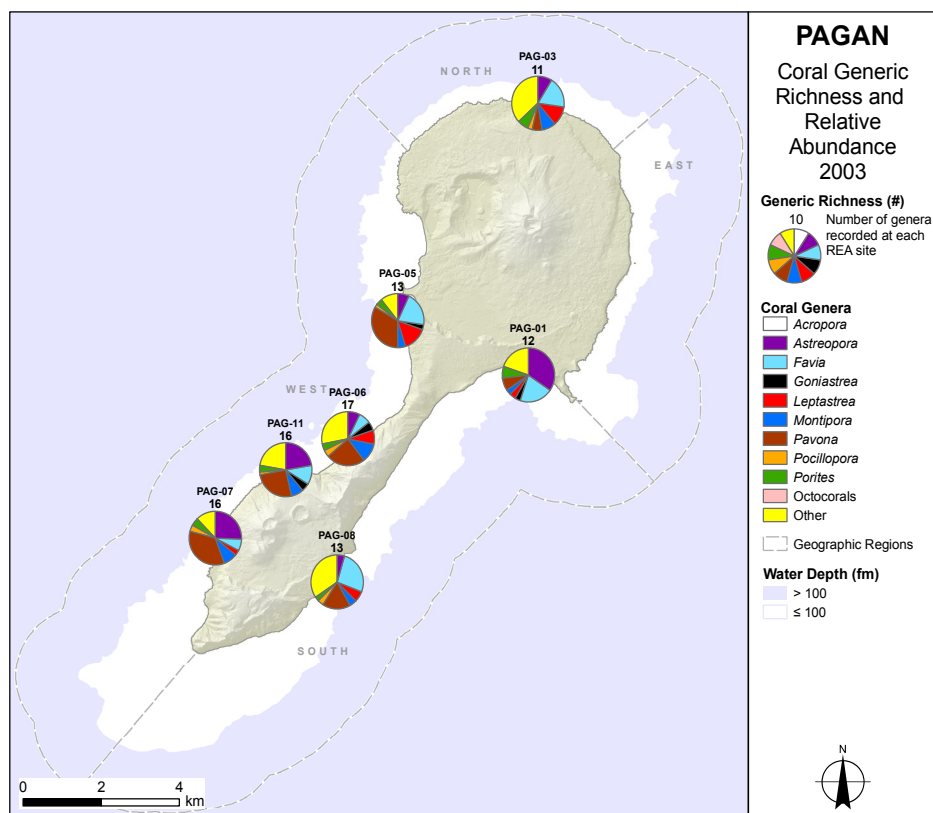 PAGAN
Coral Generic
Richness and
Relative
Abundance
2003
Generic Richness (#)
10
Number of genera
recorded at each
REA site
Coral Genera
Acropora
Astreopora
Favia
Goniastrea
Leptastrea
Montipora
Pavona
Pocillopora
Porites
Octocorals
Other
Geographic Regions
Water Depth (fm)
> 100
≤ 100
N
PAG-03
11
NORTH
EAST
PAG-05
13
PAG-01
12
WEST
PAG-06
17
PAG-11
16
PAG-07
16
PAG-08
13
SOUTH
0 2 4
km